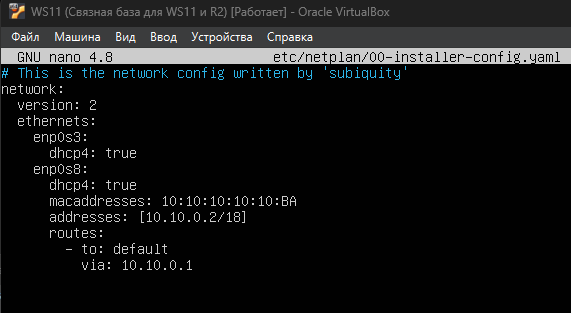 WS11 (Связная база для WS11 и R2) [Работает] - Oracle VirtualBox
Файл Машина Вид Ввод Устройства Справка
GNU nano 4.8 etc/netplan/00-installer-config.yaml
# This is the network config written by 'subiquity'
network:
  version: 2
  ethernets:
    enp0s3:
      dhcp4: true
    enp0s8:
      dhcp4: true
      macaddresses: 10:10:10:10:10:BA
      addresses: [10.10.0.2/18]
      routes:
        - to: default
          via: 10.10.0.1